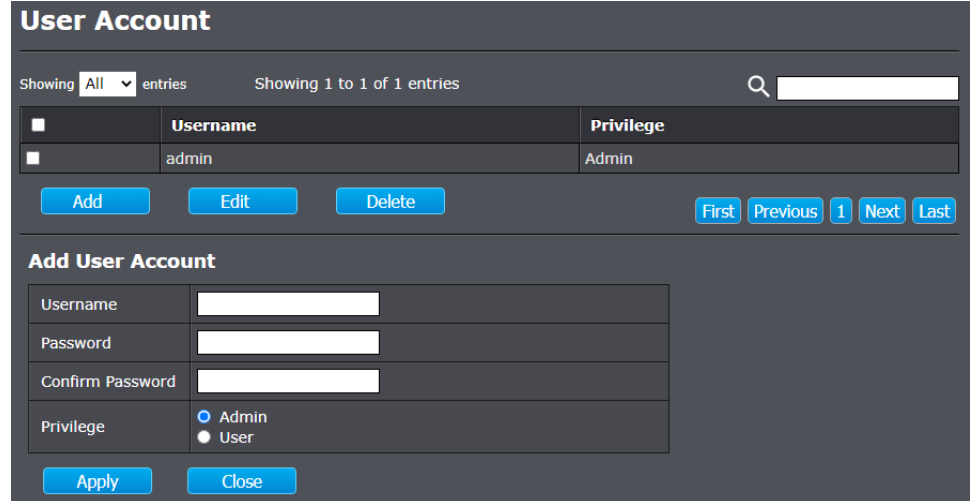 User Account
Showing All entries Showing 1 to 1 of 1 entries
Username Privilege
admin Admin
Add Edit Delete First Previous 1 Next Last
Add User Account
Username
Password
Confirm Password
Privilege Admin
User
Apply Close